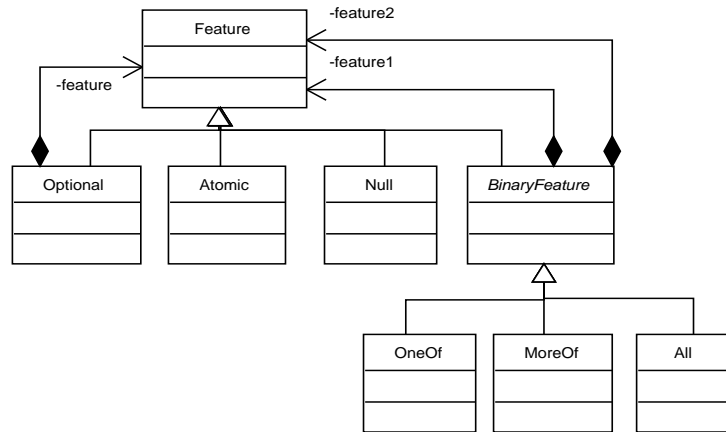 -feature2
Feature
-feature1
-feature
Optional
Atomic
Null
BinaryFeature
OneOf
MoreOf
All